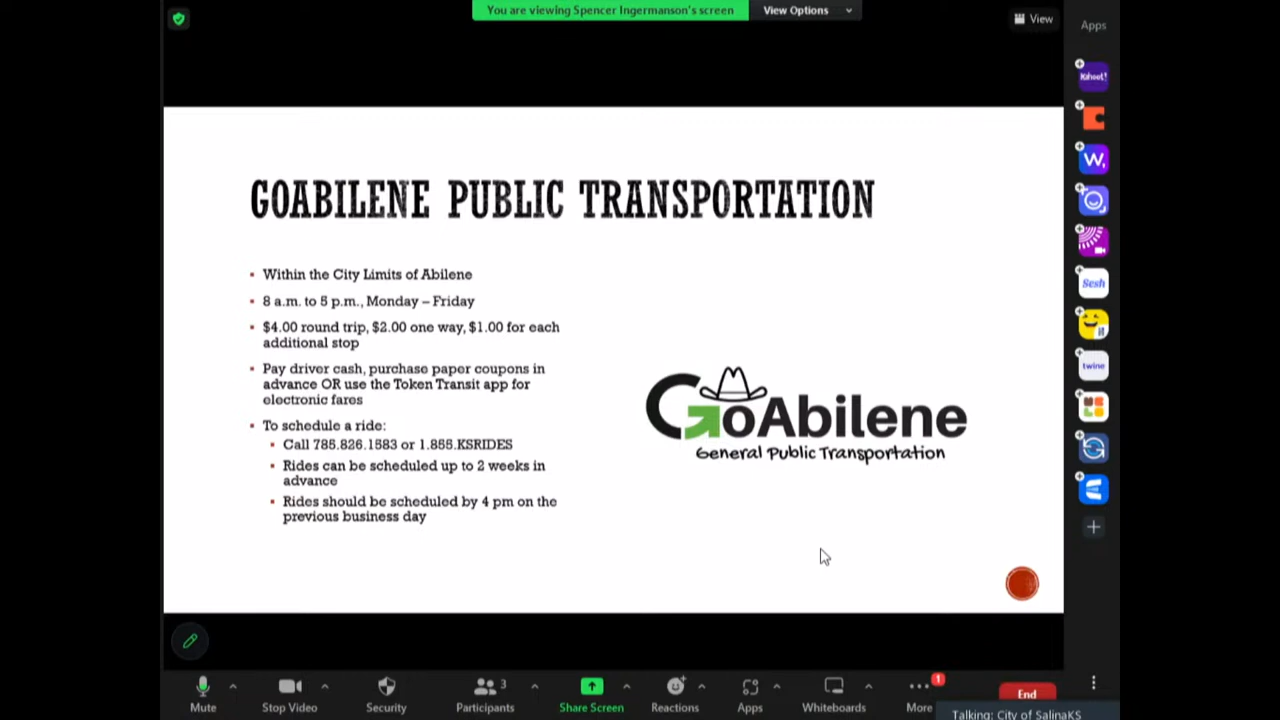 You are viewing Spencer Ingermanson's screen
View Options
View
Apps
Kahoot!
W,
Sesh
twine
GOABILENE PUBLIC TRANSPORTATION
Within the City Limits of Abilene
8 a.m. to 5 p.m., Monday – Friday
$4.00 round trip, $2.00 one way, $1.00 for each
additional stop
Pay driver cash, purchase paper coupons in
advance OR use the Token Transit app for
electronic fares
To schedule a ride:
Call 785.826.1583 or 1.855.KSRIDES
Rides can be scheduled up to 2 weeks in
advance
Rides should be scheduled by 4 pm on the
previous business day
GoAbilene
General Public Transportation
3
1
Mute
Stop Video
Security
Participants
Share Screen
Reactions
Apps
Whiteboards
More
End
Talking: City of SalinaKS